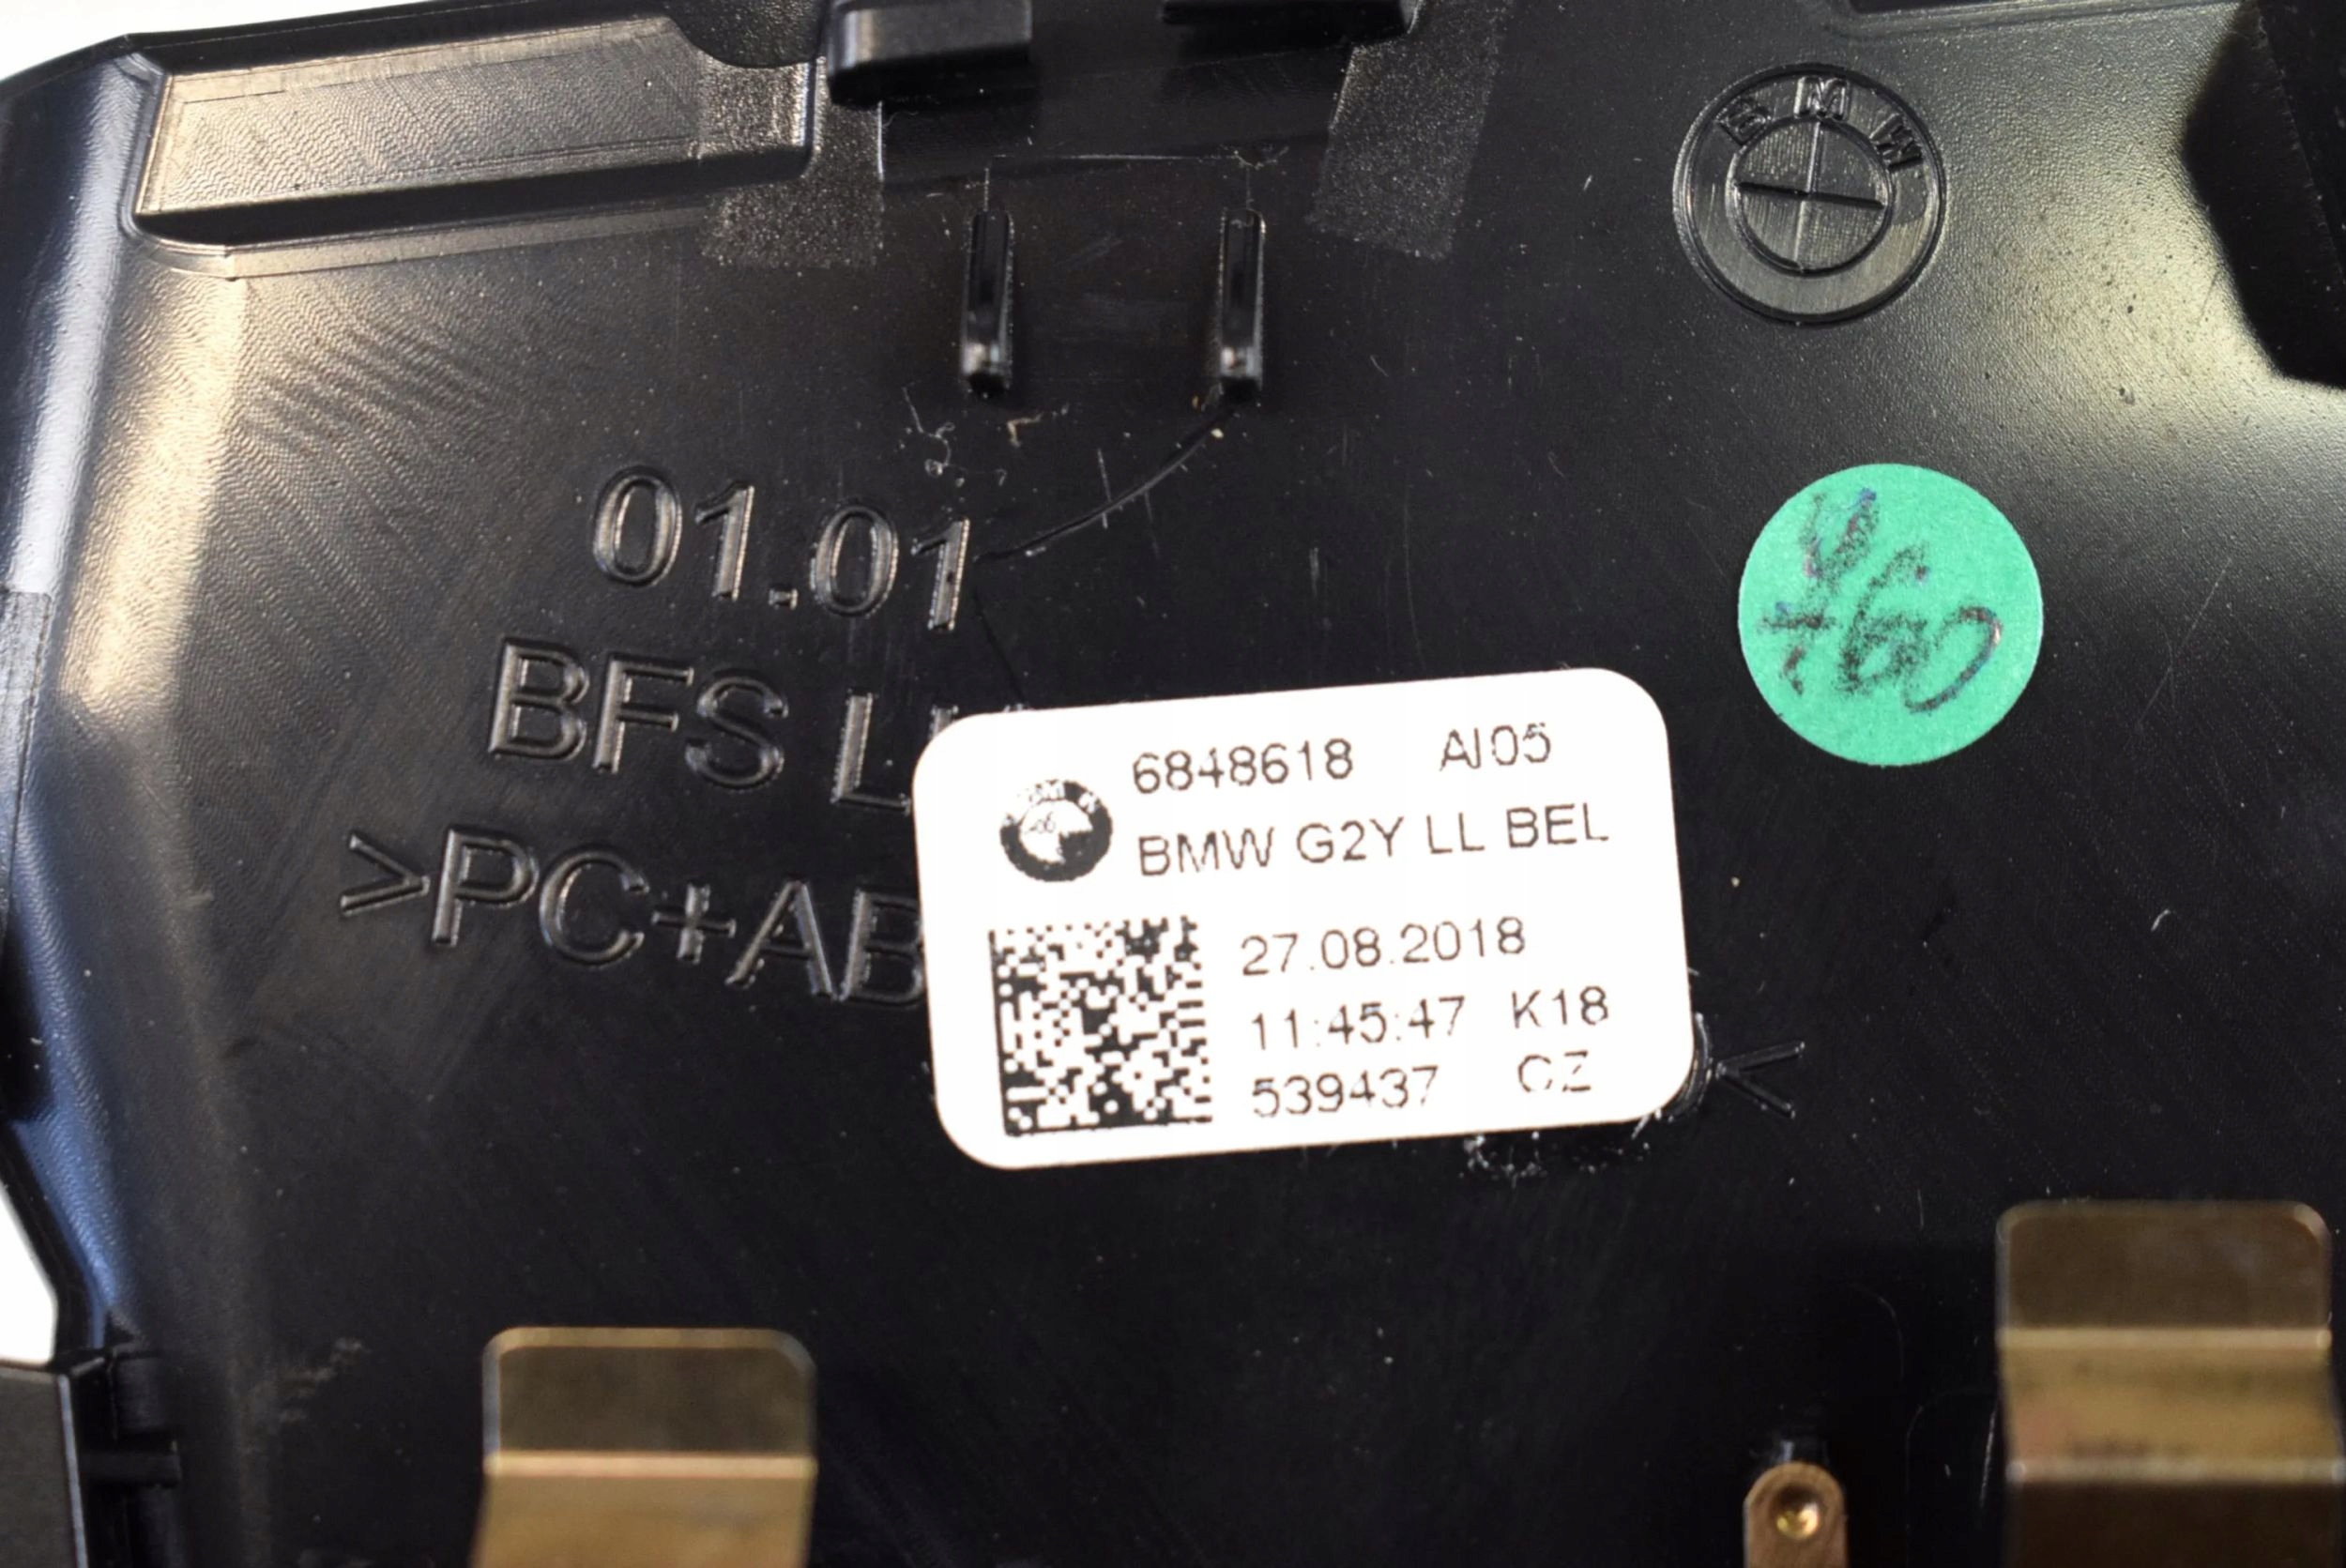 BMW
01.01
BFS L
>PC+AB
<
6848618 AI05
BMW G2Y LL BEL
27.08.2018
11:45:47 K18
539437 CZ